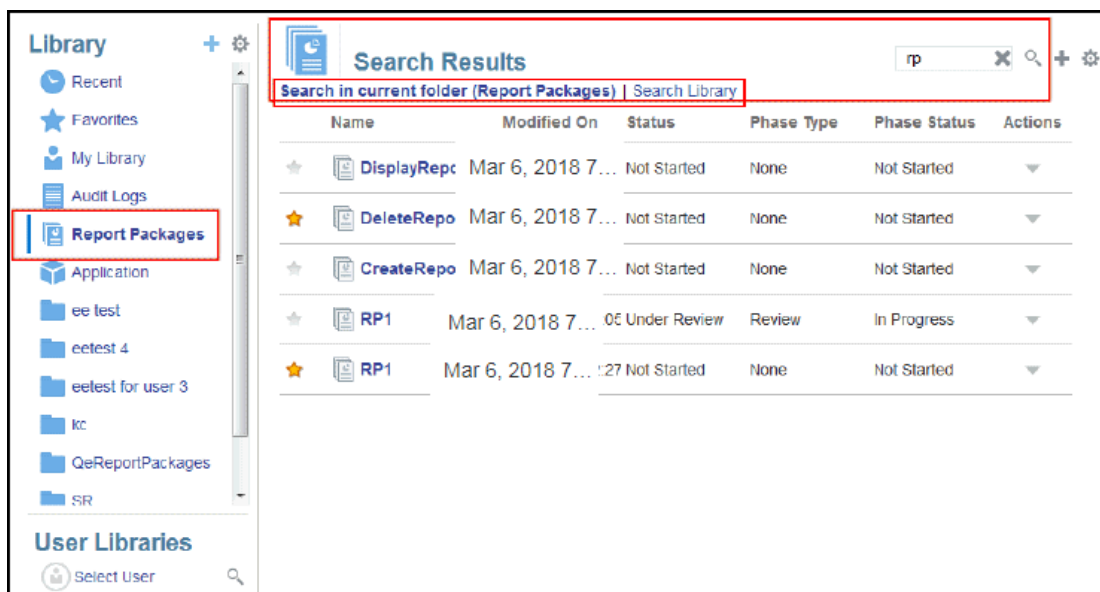 Library
Recent
Favorites
My Library
Audit Logs
Report Packages
Application
ee test
eetest 4
eetest for user 3
kc
QeReportPackages
SR
User Libraries
Select User
Search Results
rp
Search in current folder (Report Packages) | Search Library
Name Modified On Status Phase Type Phase Status Actions
DisplayRepo Mar 6, 2018 7... Not Started None Not Started
DeleteRepo Mar 6, 2018 7... Not Started None Not Started
CreateRepo Mar 6, 2018 7... Not Started None Not Started
RP1 Mar 6, 2018 7... :05 Under Review Review In Progress
RP1 Mar 6, 2018 7... :27 Not Started None Not Started